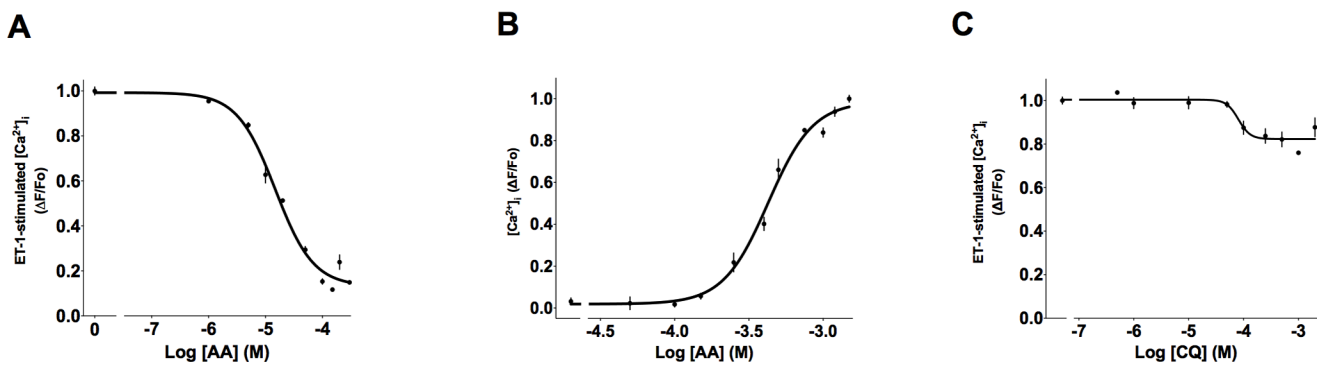 A
ET-1-stimulated [Ca²⁺]ᵢ
(ΔF/Fo)
1.0
0.8
0.6
0.4
0.2
0.0
0 -7 -6 -5 -4
Log [AA] (M)
B
[Ca²⁺]ᵢ (ΔF/Fo)
1.0
0.8
0.6
0.4
0.2
0.0
-4.5 -4.0 -3.5 -3.0
Log [AA] (M)
C
ET-1-stimulated [Ca²⁺]ᵢ
(ΔF/Fo)
1.0
0.8
0.6
0.4
0.2
0.0
-7 -6 -5 -4 -3
Log [CQ] (M)